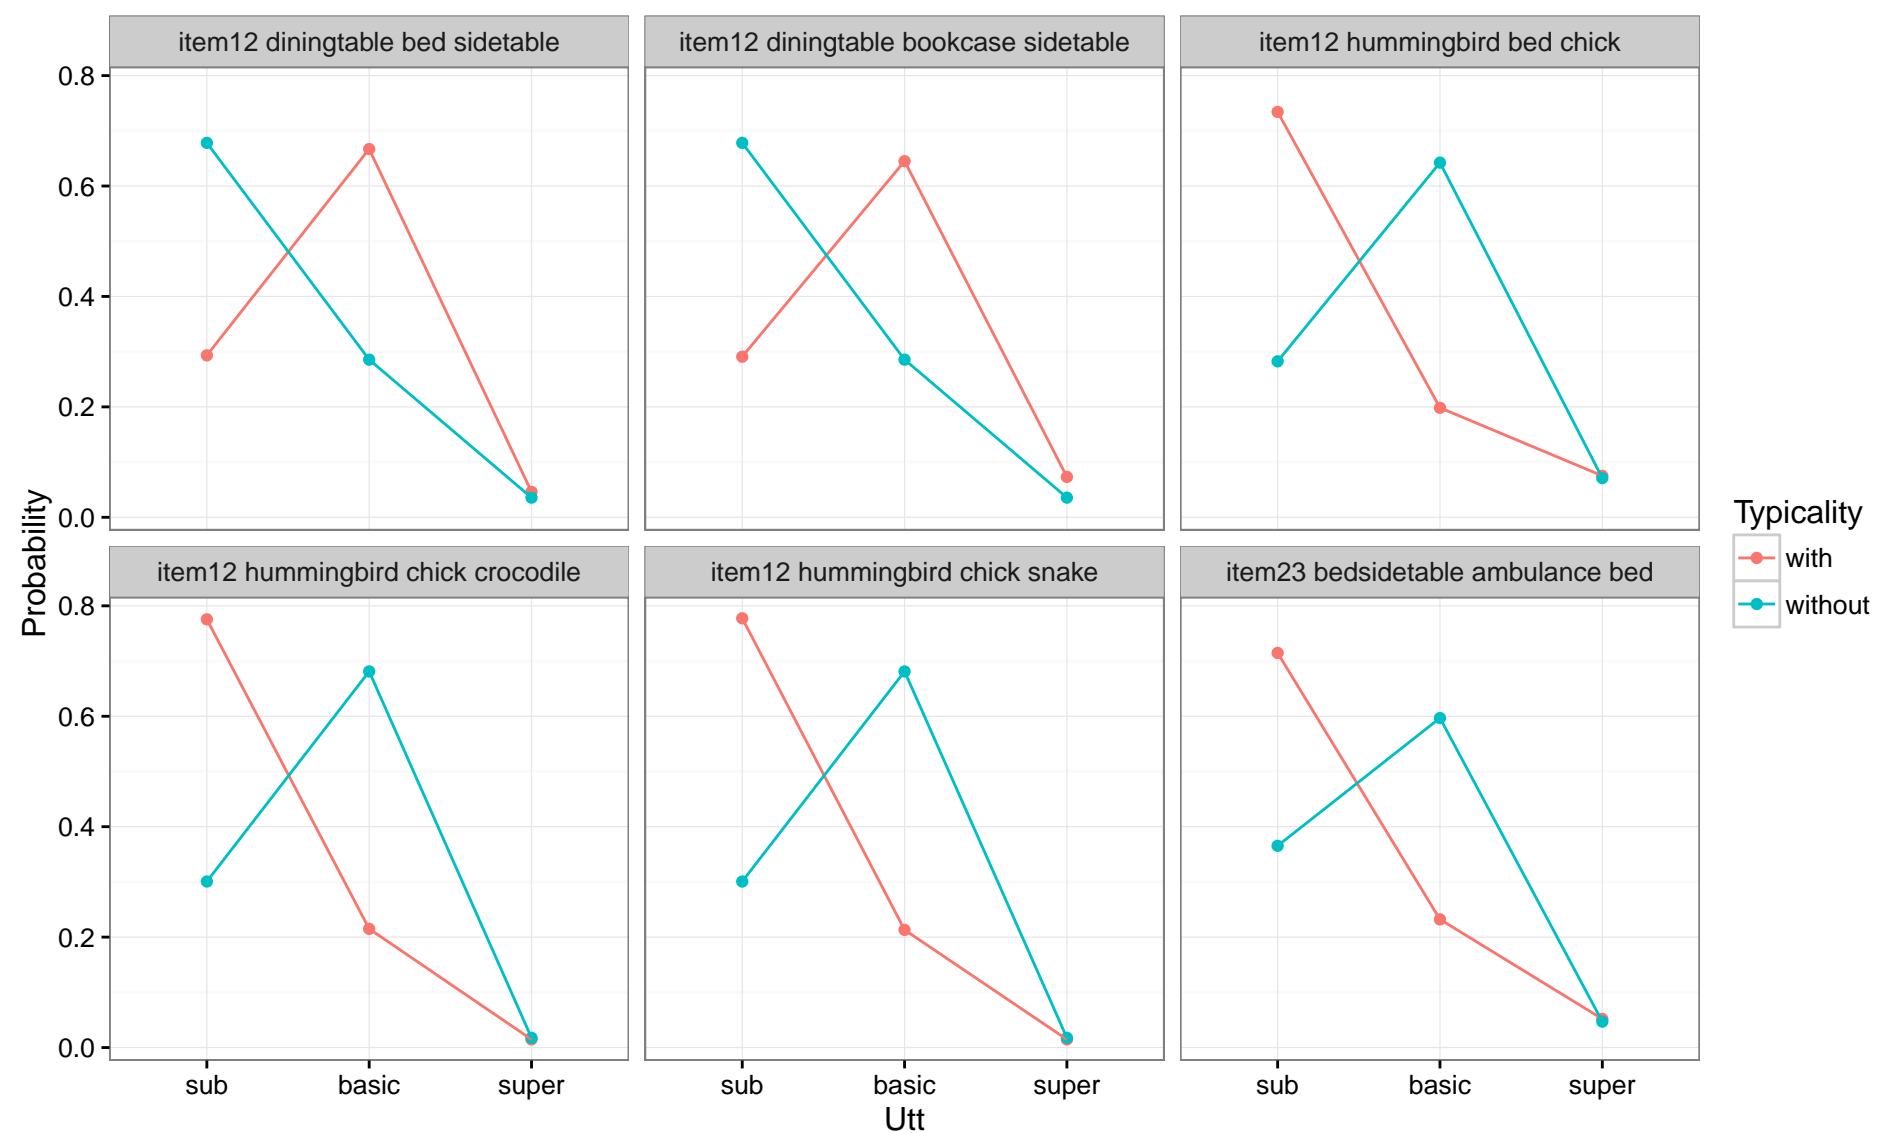 item12 diningtable bed sidetable
item12 diningtable bookcase sidetable
item12 hummingbird bed chick
0.8
0.6
0.4
0.2
0.0
item12 hummingbird chick crocodile
item12 hummingbird chick snake
item23 bedsidetable ambulance bed
0.8
0.6
0.4
0.2
0.0
sub basic super
sub basic super
sub basic super
Utt
Probability
Typicality
with
without